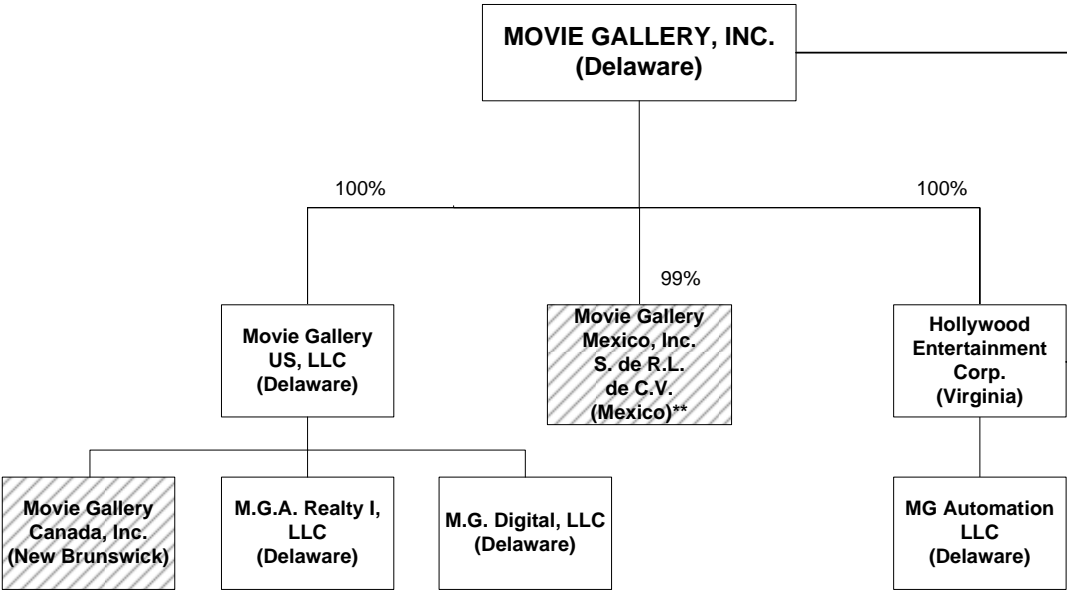 MOVIE GALLERY, INC.
(Delaware)
100%
100%
99%
Movie Gallery
US, LLC
(Delaware)
Movie Gallery
Mexico, Inc.
S. de R.L.
de C.V.
(Mexico)**
Hollywood
Entertainment
Corp.
(Virginia)
Movie Gallery
Canada, Inc.
(New Brunswick)
M.G.A. Realty I,
LLC
(Delaware)
M.G. Digital, LLC
(Delaware)
MG Automation
LLC
(Delaware)